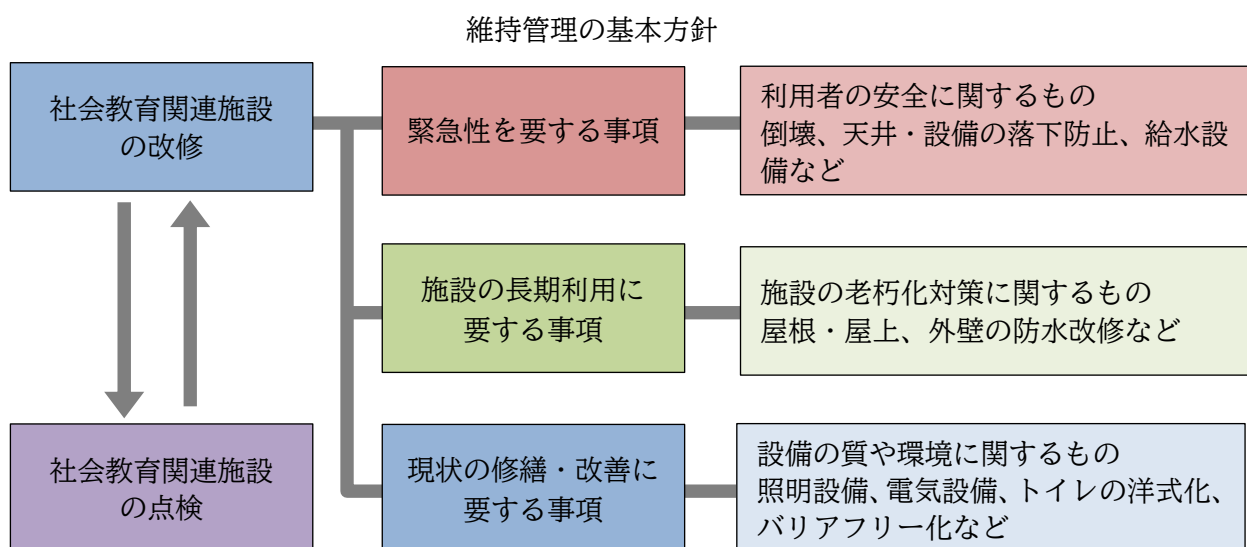 維持管理の基本方針
社会教育関連施設
の改修
緊急性を要する事項
利用者の安全に関するもの
倒壊、天井・設備の落下防止、給水設
備など
施設の長期利用に
要する事項
施設の老朽化対策に関するもの
屋根・屋上、外壁の防水改修など
社会教育関連施設
の点検
現状の修繕・改善に
要する事項
設備の質や環境に関するもの
照明設備、電気設備、トイレの洋式化、
バリアフリー化など